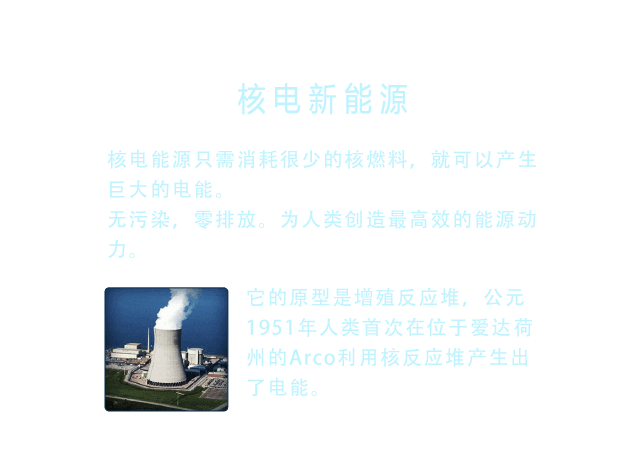 核电新能源
核电能源只需消耗很少的核燃料，就可以产生
巨大的电能。
无污染，零排放。为人类创造最高效的能源动
力。
它的原型是增殖反应堆，公元
1951年人类首次在位于爱达荷
州的Arco利用核反应堆产生出
了电能。